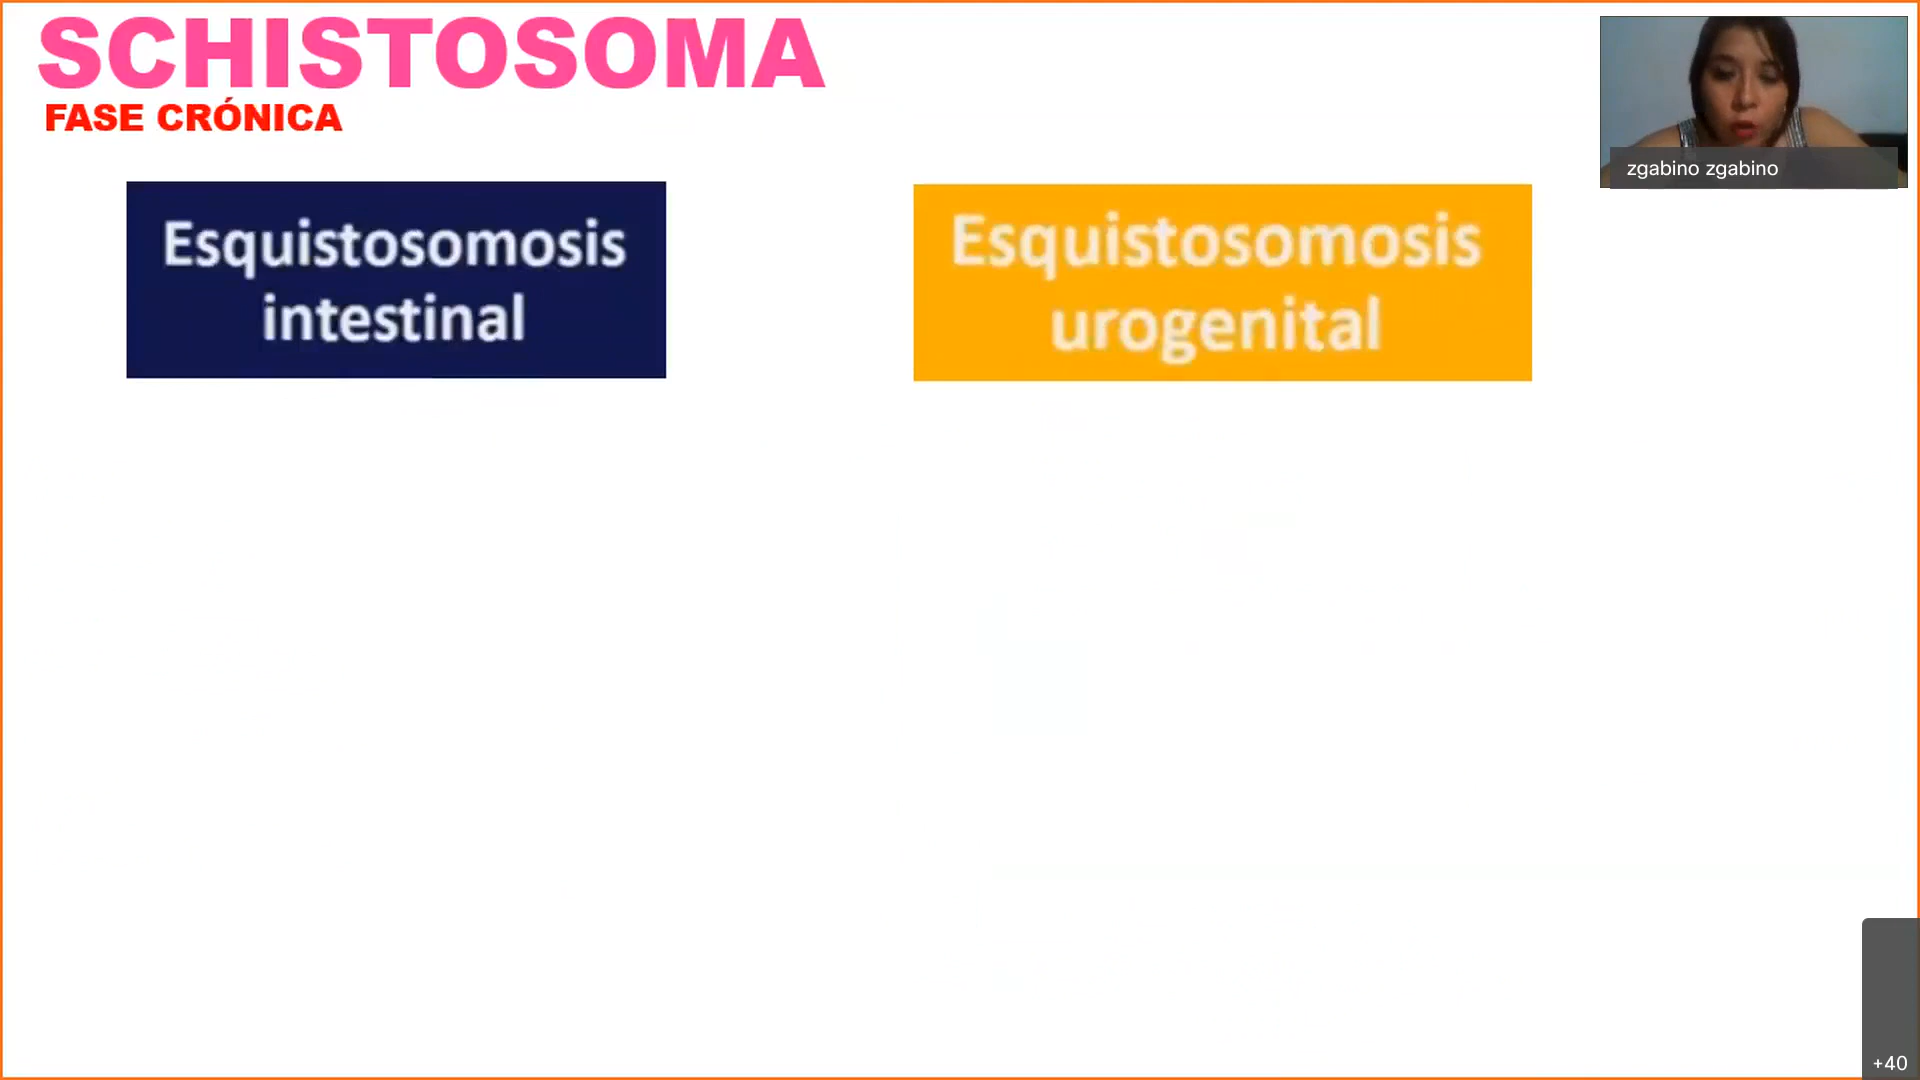 SCHISTOSOMA
FASE CRÓNICA
zgabino zgabino
Esquistosomosis
intestinal
Esquistosomosis
urogenital
+40